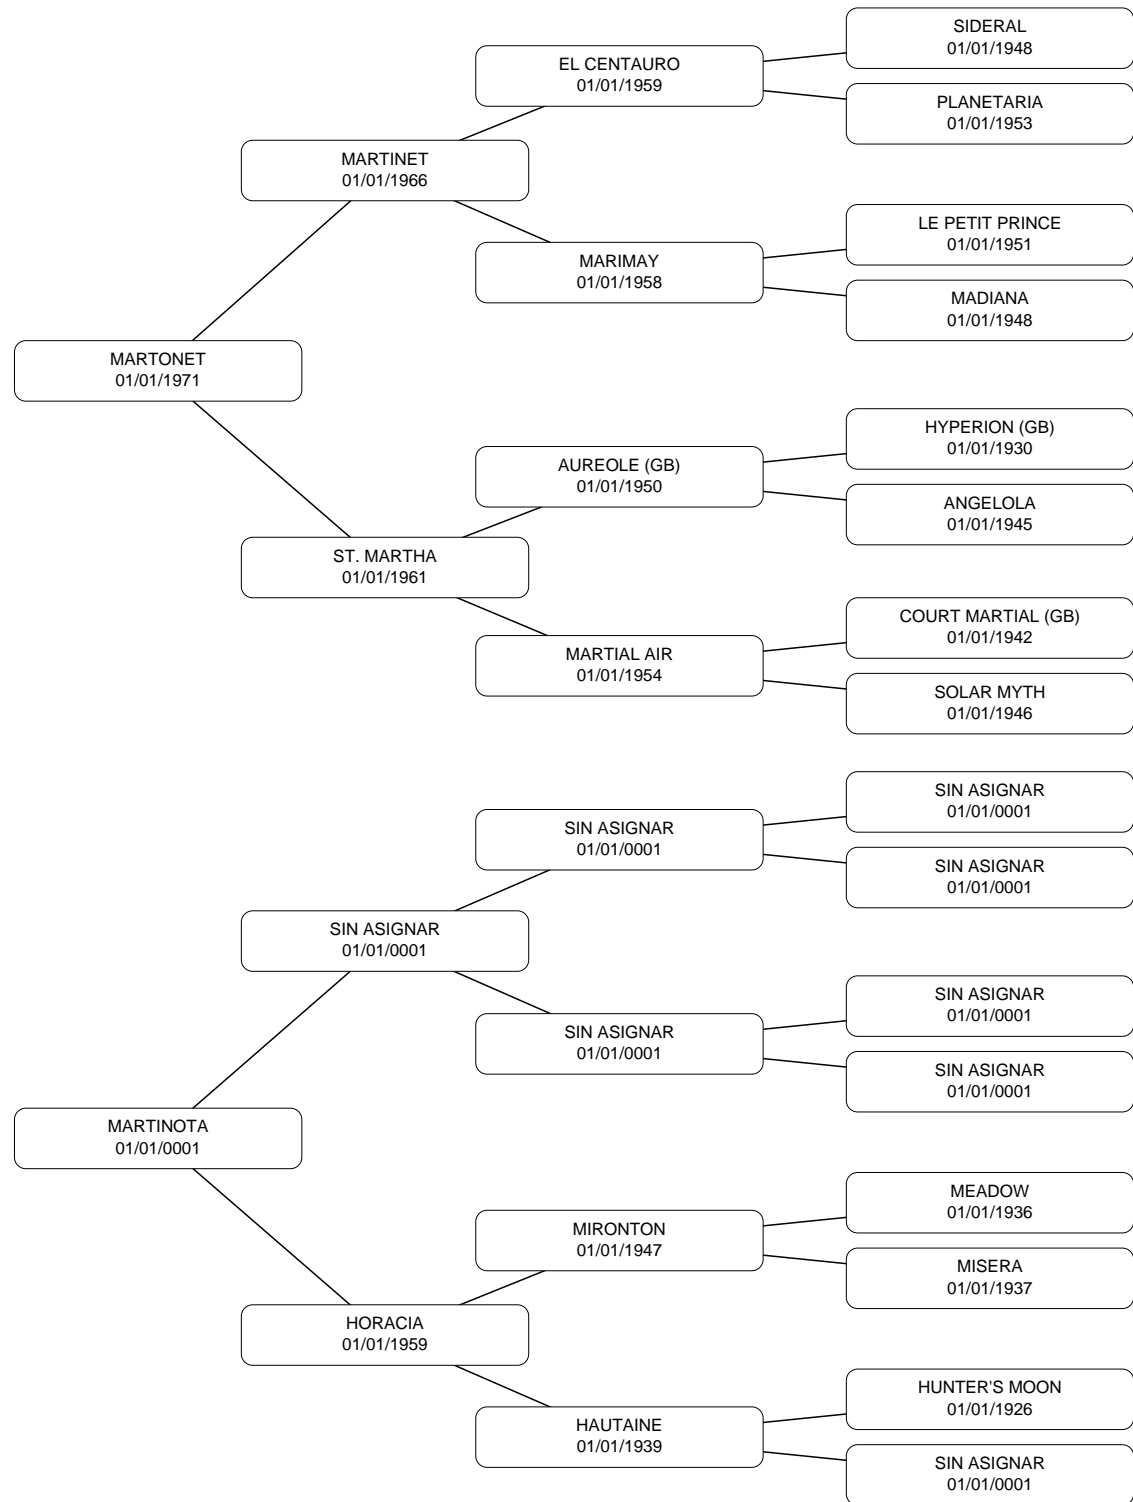 SIDERAL
01/01/1948
EL CENTAURO
01/01/1959
PLANETARIA
01/01/1953
MARTINET
01/01/1966
LE PETIT PRINCE
01/01/1951
MARIMAY
01/01/1958
MADIANA
01/01/1948
MARTONET
01/01/1971
HYPERION (GB)
01/01/1930
AUREOLE (GB)
01/01/1950
ANGELOLA
01/01/1945
ST. MARTHA
01/01/1961
COURT MARTIAL (GB)
01/01/1942
MARTIAL AIR
01/01/1954
SOLAR MYTH
01/01/1946
SIN ASIGNAR
01/01/0001
SIN ASIGNAR
01/01/0001
SIN ASIGNAR
01/01/0001
SIN ASIGNAR
01/01/0001
SIN ASIGNAR
01/01/0001
SIN ASIGNAR
01/01/0001
SIN ASIGNAR
01/01/0001
MARTINOTA
01/01/0001
MEADOW
01/01/1936
MIRONTON
01/01/1947
MISERA
01/01/1937
HORACIA
01/01/1959
HUNTER'S MOON
01/01/1926
HAUTAINE
01/01/1939
SIN ASIGNAR
01/01/0001